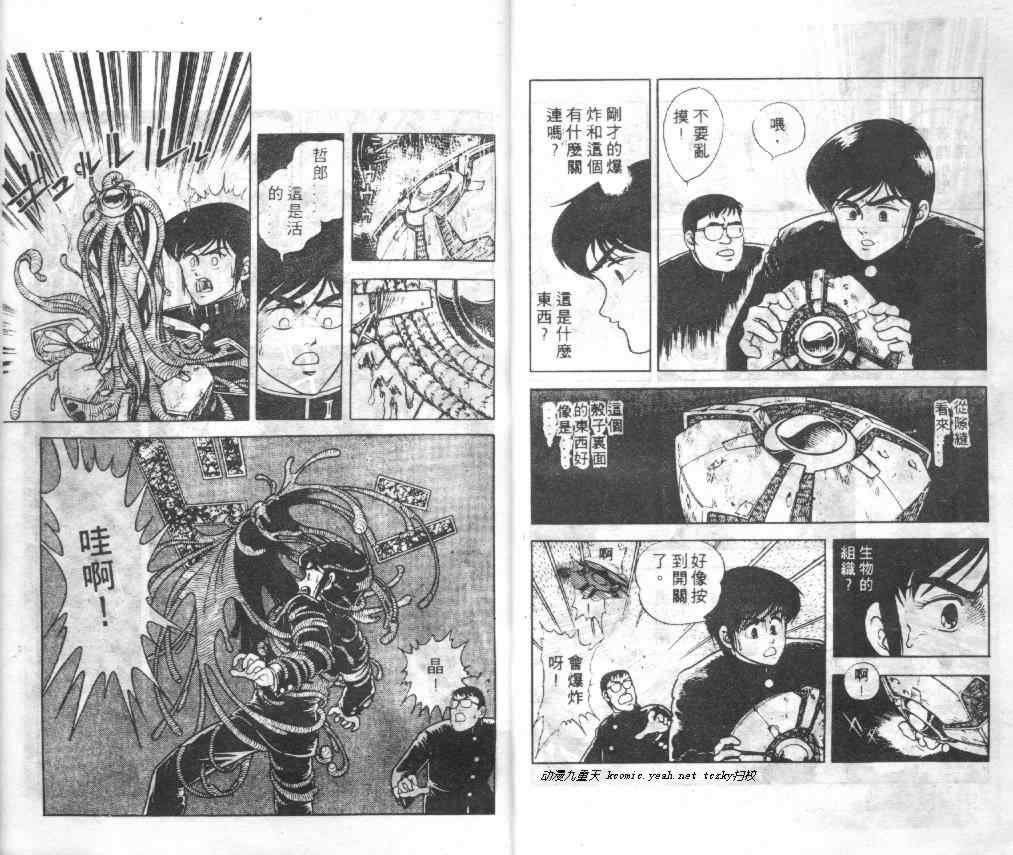 喂，
不要亂
摸！
剛才的爆
炸和這個
有什麼關
連嗎？
這是什麼
東西？
從隙縫
看來…
這個
殼子裏面
的東西好
像是…
…
生物的
組織？
啊！
好像按
到開關
了。
啊
會爆炸
呀！
动漫九重天 kcomic.yeah.net tczky扫校
哲郎…
這是活
的…
ギュルルル
晶！
哇啊！